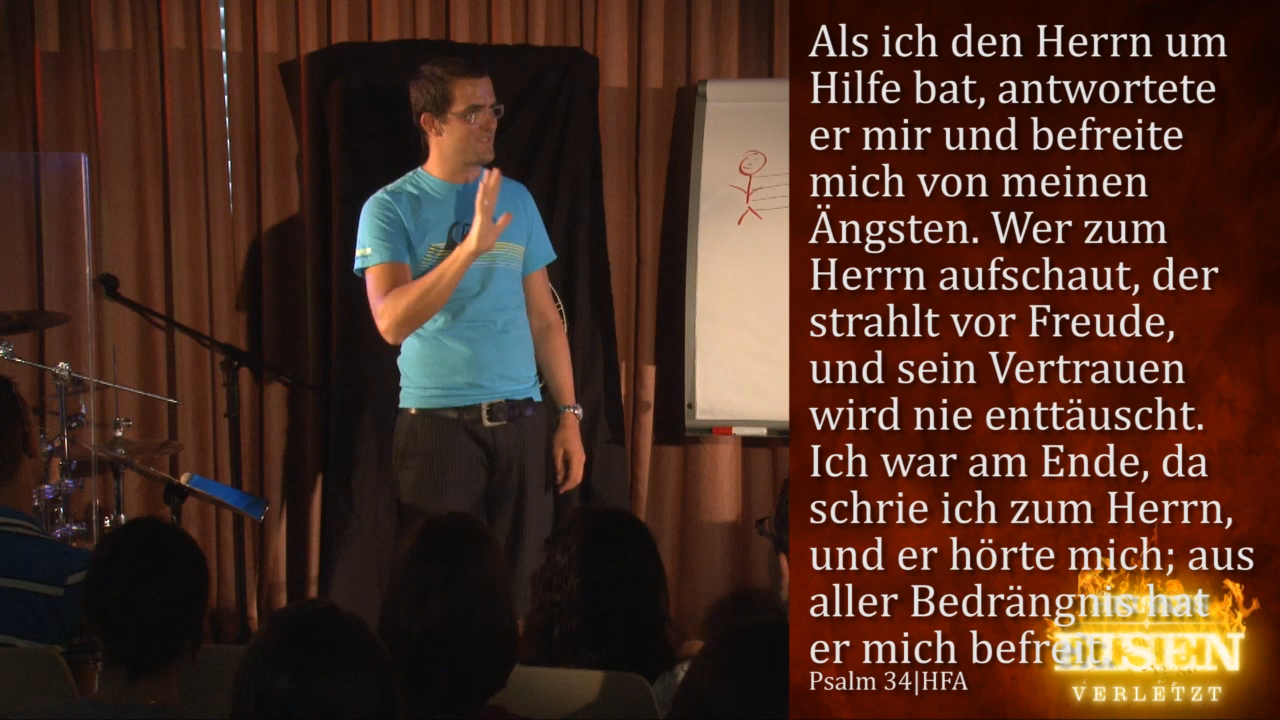 Als ich den Herrn um
Hilfe bat, antwortete
er mir und befreite
mich von meinen
Ängsten. Wer zum
Herrn aufschaut, der
strahlt vor Freude,
und sein Vertrauen
wird nie enttäuscht.
Ich war am Ende, da
schrie ich zum Herrn,
und er hörte mich; aus
aller Bedrängnis hat
er mich befreit.
Psalm 34|HFA
EISEN
VERLETZT